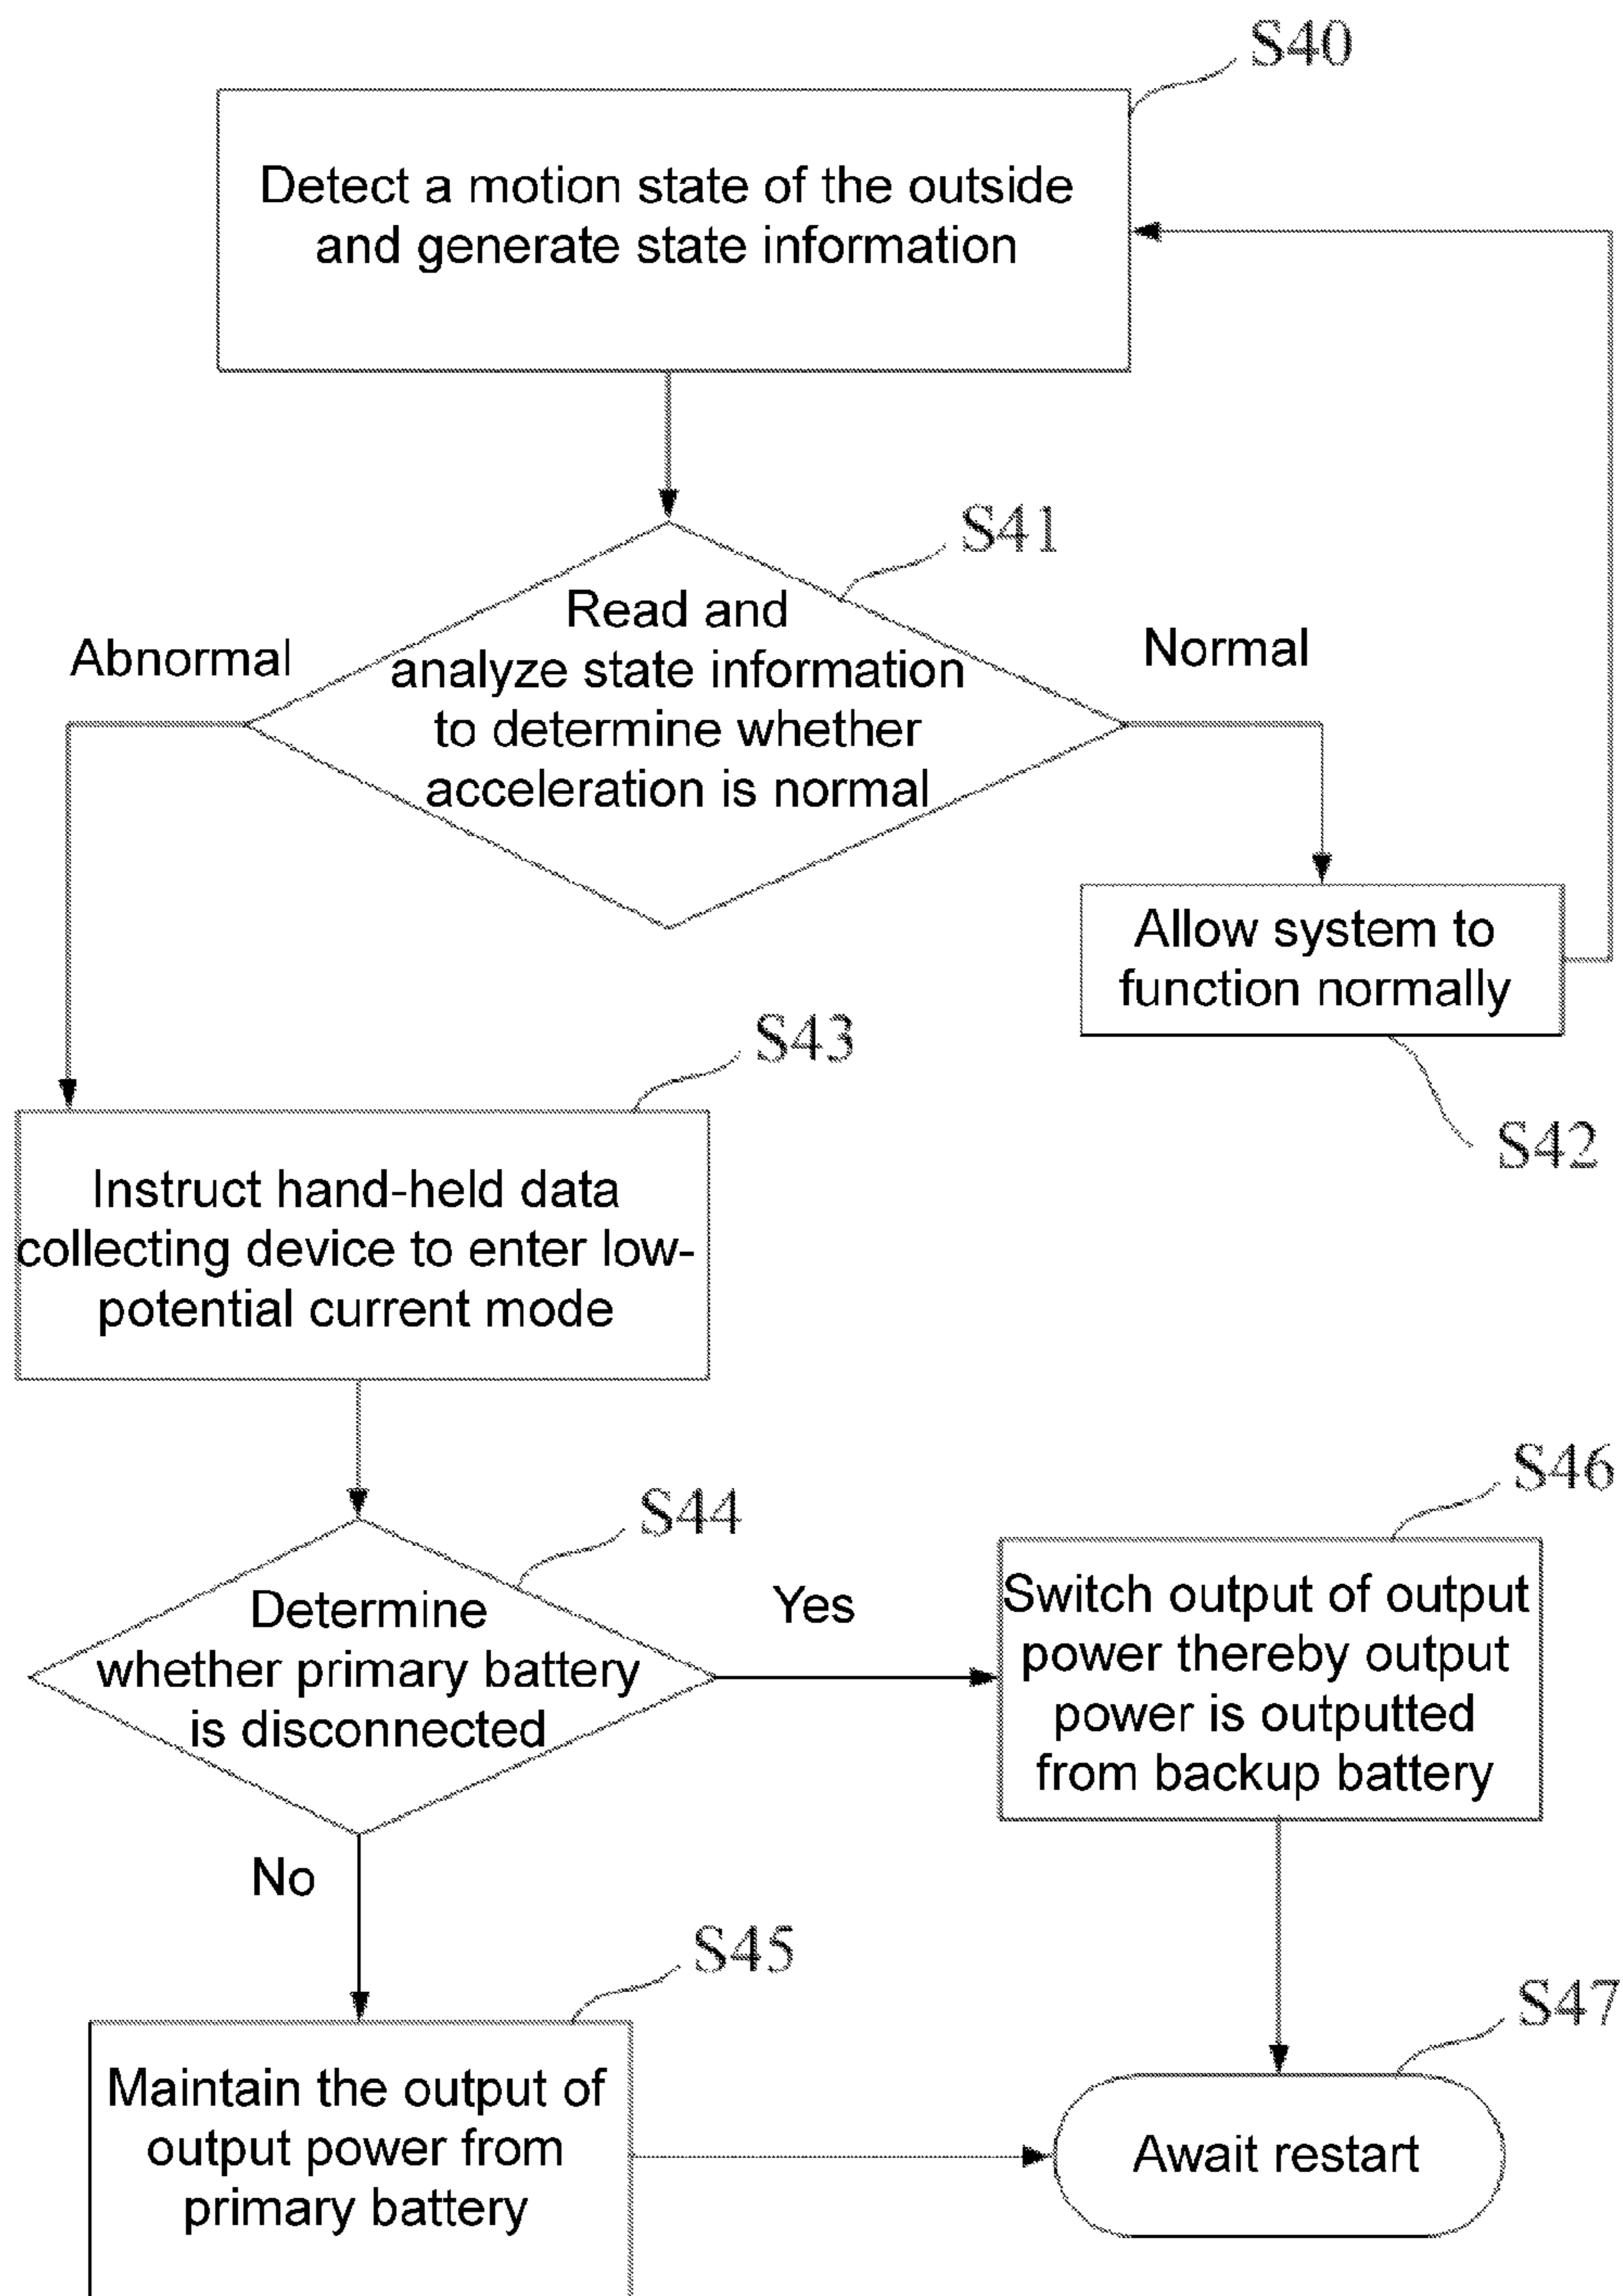 S40
Detect a motion state of the outside
and generate state information
S41
Read and
analyze state information
to determine whether
acceleration is normal
Abnormal
Normal
Allow system to
function normally
S42
S43
Instruct hand-held data
collecting device to enter low-
potential current mode
S44
Determine
whether primary battery
is disconnected
Yes
No
S46
Switch output of output
power thereby output
power is outputted
from backup battery
S45
Maintain the output of
output power from
primary battery
S47
Await restart